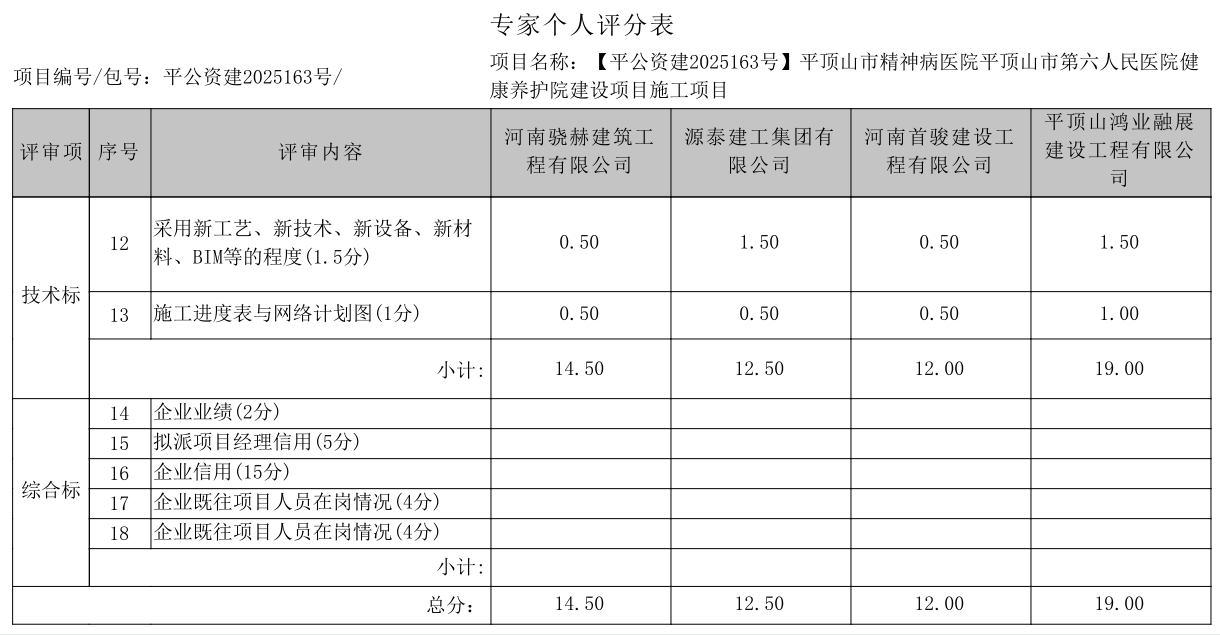 专家个人评分表
项目编号/包号：平公资建2025163号/
项目名称：【平公资建2025163号】平顶山市精神病医院平顶山市第六人民医院健
康养护院建设项目施工项目
评审项 序号 评审内容 河南骁赫建筑工程有限公司 源泰建工集团有限公司 河南首骏建设工程有限公司 平顶山鸿业融展建设工程有限公司
技术标
12 采用新工艺、新技术、新设备、新材料、BIM等的程度(1.5分) 0.50 1.50 0.50 1.50
13 施工进度表与网络计划图(1分) 0.50 0.50 0.50 1.00
小计: 14.50 12.50 12.00 19.00
综合标
14 企业业绩(2分)
15 拟派项目经理信用(5分)
16 企业信用(15分)
17 企业既往项目人员在岗情况(4分)
18 企业既往项目人员在岗情况(4分)
小计:
总分： 14.50 12.50 12.00 19.00